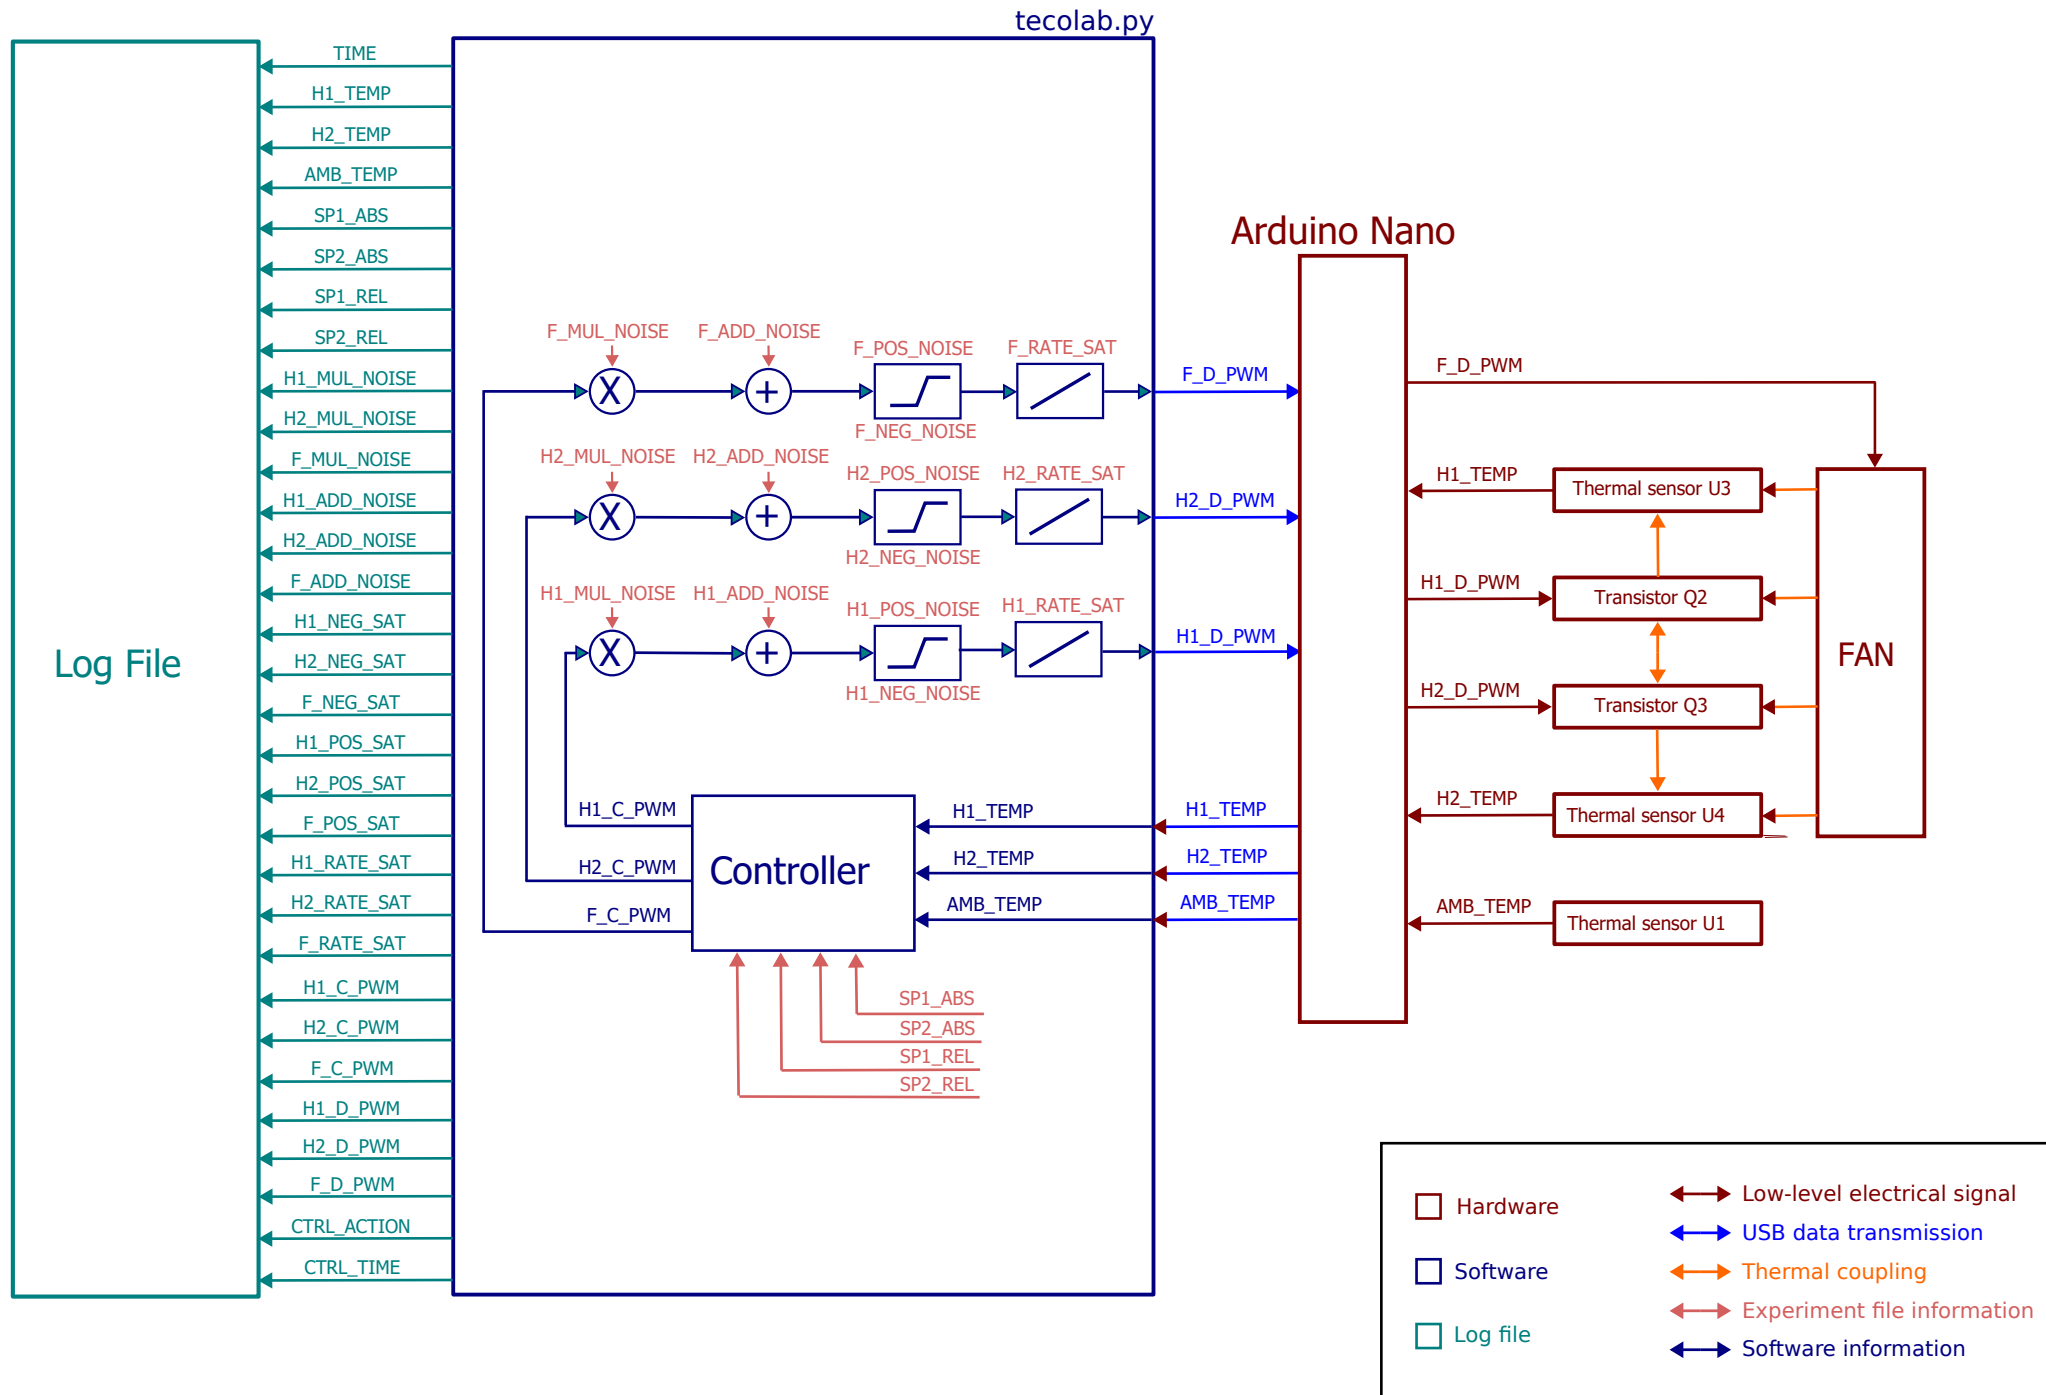 tecolab.py
TIME
H1_TEMP
H2_TEMP
AMB_TEMP
SP1_ABS
SP2_ABS
SP1_REL
SP2_REL
H1_MUL_NOISE
H2_MUL_NOISE
F_MUL_NOISE
H1_ADD_NOISE
H2_ADD_NOISE
F_ADD_NOISE
H1_NEG_SAT
H2_NEG_SAT
F_NEG_SAT
H1_POS_SAT
H2_POS_SAT
F_POS_SAT
H1_RATE_SAT
H2_RATE_SAT
F_RATE_SAT
H1_C_PWM
H2_C_PWM
F_C_PWM
H1_D_PWM
H2_D_PWM
F_D_PWM
CTRL_ACTION
CTRL_TIME
Log File
F_MUL_NOISE
F_ADD_NOISE
F_POS_NOISE
F_RATE_SAT
X
+
F_NEG_NOISE
H2_MUL_NOISE
H2_ADD_NOISE
H2_POS_NOISE
H2_RATE_SAT
X
+
H2_NEG_NOISE
H1_MUL_NOISE
H1_ADD_NOISE
H1_POS_NOISE
H1_RATE_SAT
X
+
H1_NEG_NOISE
H1_C_PWM
H2_C_PWM
F_C_PWM
Controller
H1_TEMP
H2_TEMP
AMB_TEMP
SP1_ABS
SP2_ABS
SP1_REL
SP2_REL
F_D_PWM
H2_D_PWM
H1_D_PWM
H1_TEMP
H2_TEMP
AMB_TEMP
Arduino Nano
F_D_PWM
H1_TEMP
H1_D_PWM
H2_D_PWM
H2_TEMP
AMB_TEMP
Thermal sensor U3
Transistor Q2
Transistor Q3
Thermal sensor U4
Thermal sensor U1
FAN
Hardware
Software
Log file
Low-level electrical signal
USB data transmission
Thermal coupling
Experiment file information
Software information